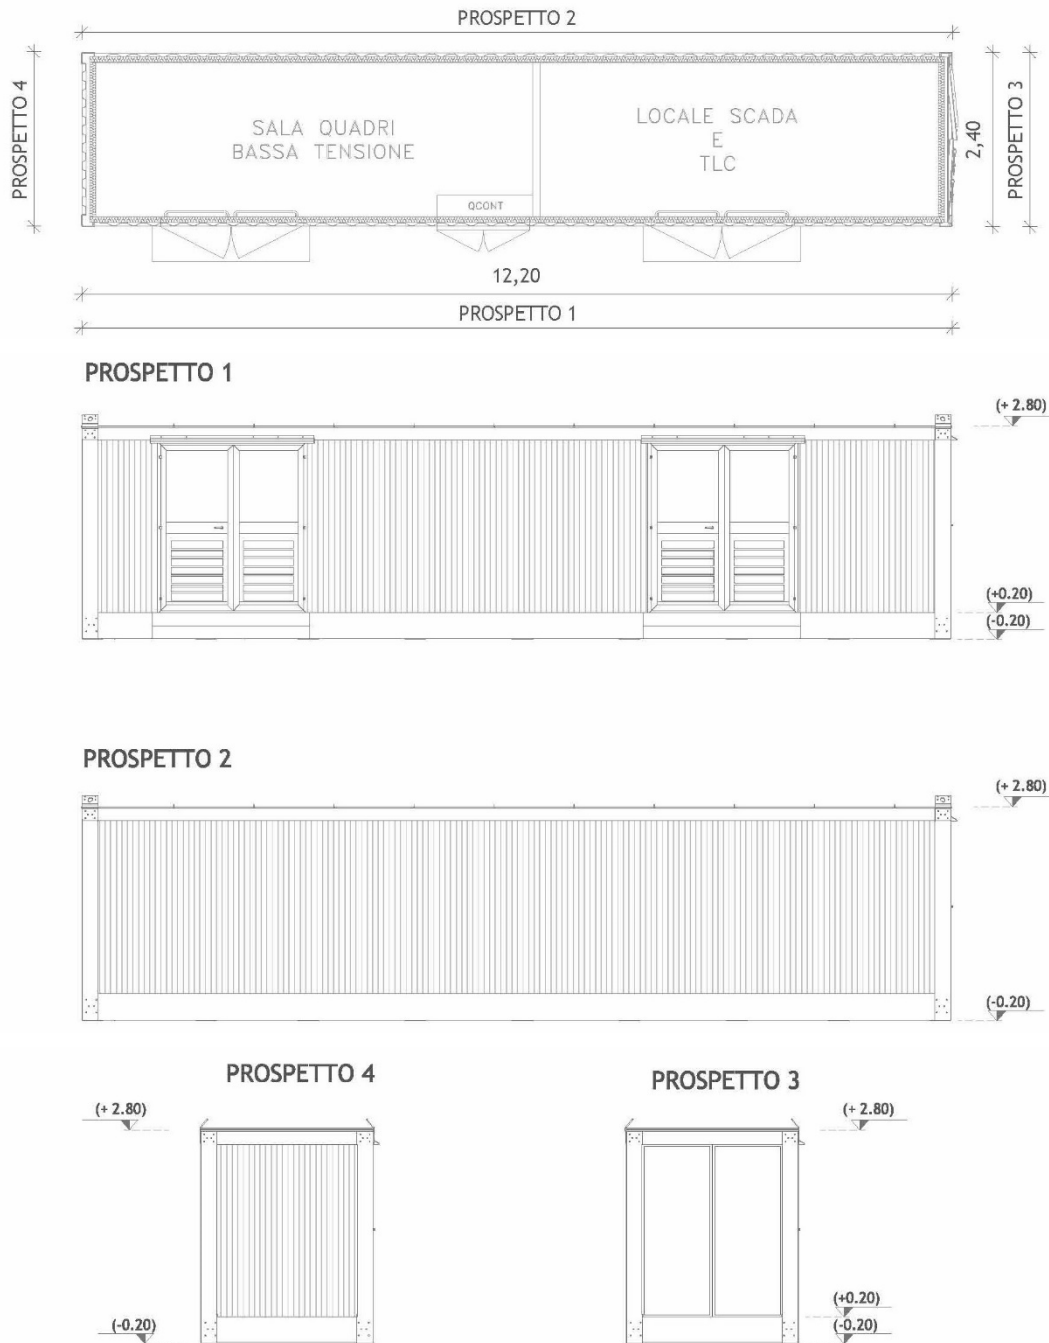 PROSPETTO 2
PROSPETTO 4
SALA QUADRI
BASSA TENSIONE
LOCALE SCADA
E
TLC
QCONT
2,40
PROSPETTO 3
12,20
PROSPETTO 1
PROSPETTO 1
(+ 2.80)
(+0.20)
(-0.20)
PROSPETTO 2
(+ 2.80)
(-0.20)
PROSPETTO 4
(+ 2.80)
(-0.20)
PROSPETTO 3
(+ 2.80)
(+0.20)
(-0.20)